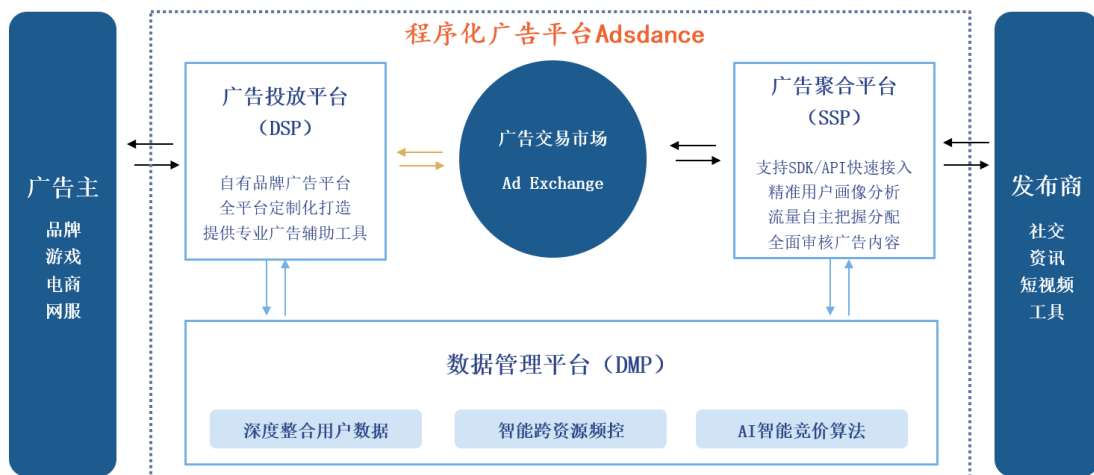 程序化广告平台Adsdance
广告主
品牌
游戏
电商
网服
广告投放平台
（DSP）
自有品牌广告平台
全平台定制化打造
提供专业广告辅助工具
广告交易市场
Ad Exchange
广告聚合平台
（SSP）
支持SDK/API快速接入
精准用户画像分析
流量自主把握分配
全面审核广告内容
发布商
社交
资讯
短视频
工具
数据管理平台（DMP）
深度整合用户数据
智能跨资源频控
AI智能竞价算法